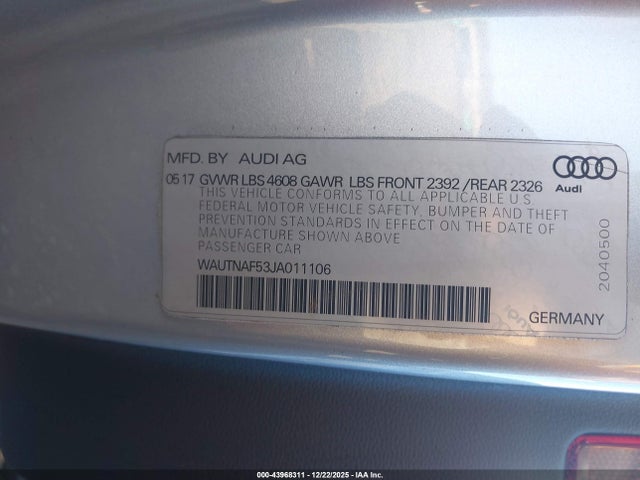 MFD. BY AUDI AG
Audi
05 17 GVWR LBS 4608 GAWR LBS FRONT 2392 /REAR 2326
THIS VEHICLE CONFORMS TO ALL APPLICABLE U S
FEDERAL MOTOR VEHICLE SAFETY, BUMPER AND THEFT
PREVENTION STANDARDS IN EFFECT ON THE DATE OF
MANUFACTURE SHOWN ABOVE
PASSENGER CAR
WAUTNAF53JA011106
GERMANY
2040500
000-43968311 - 12/22/2025 - IAA Inc.